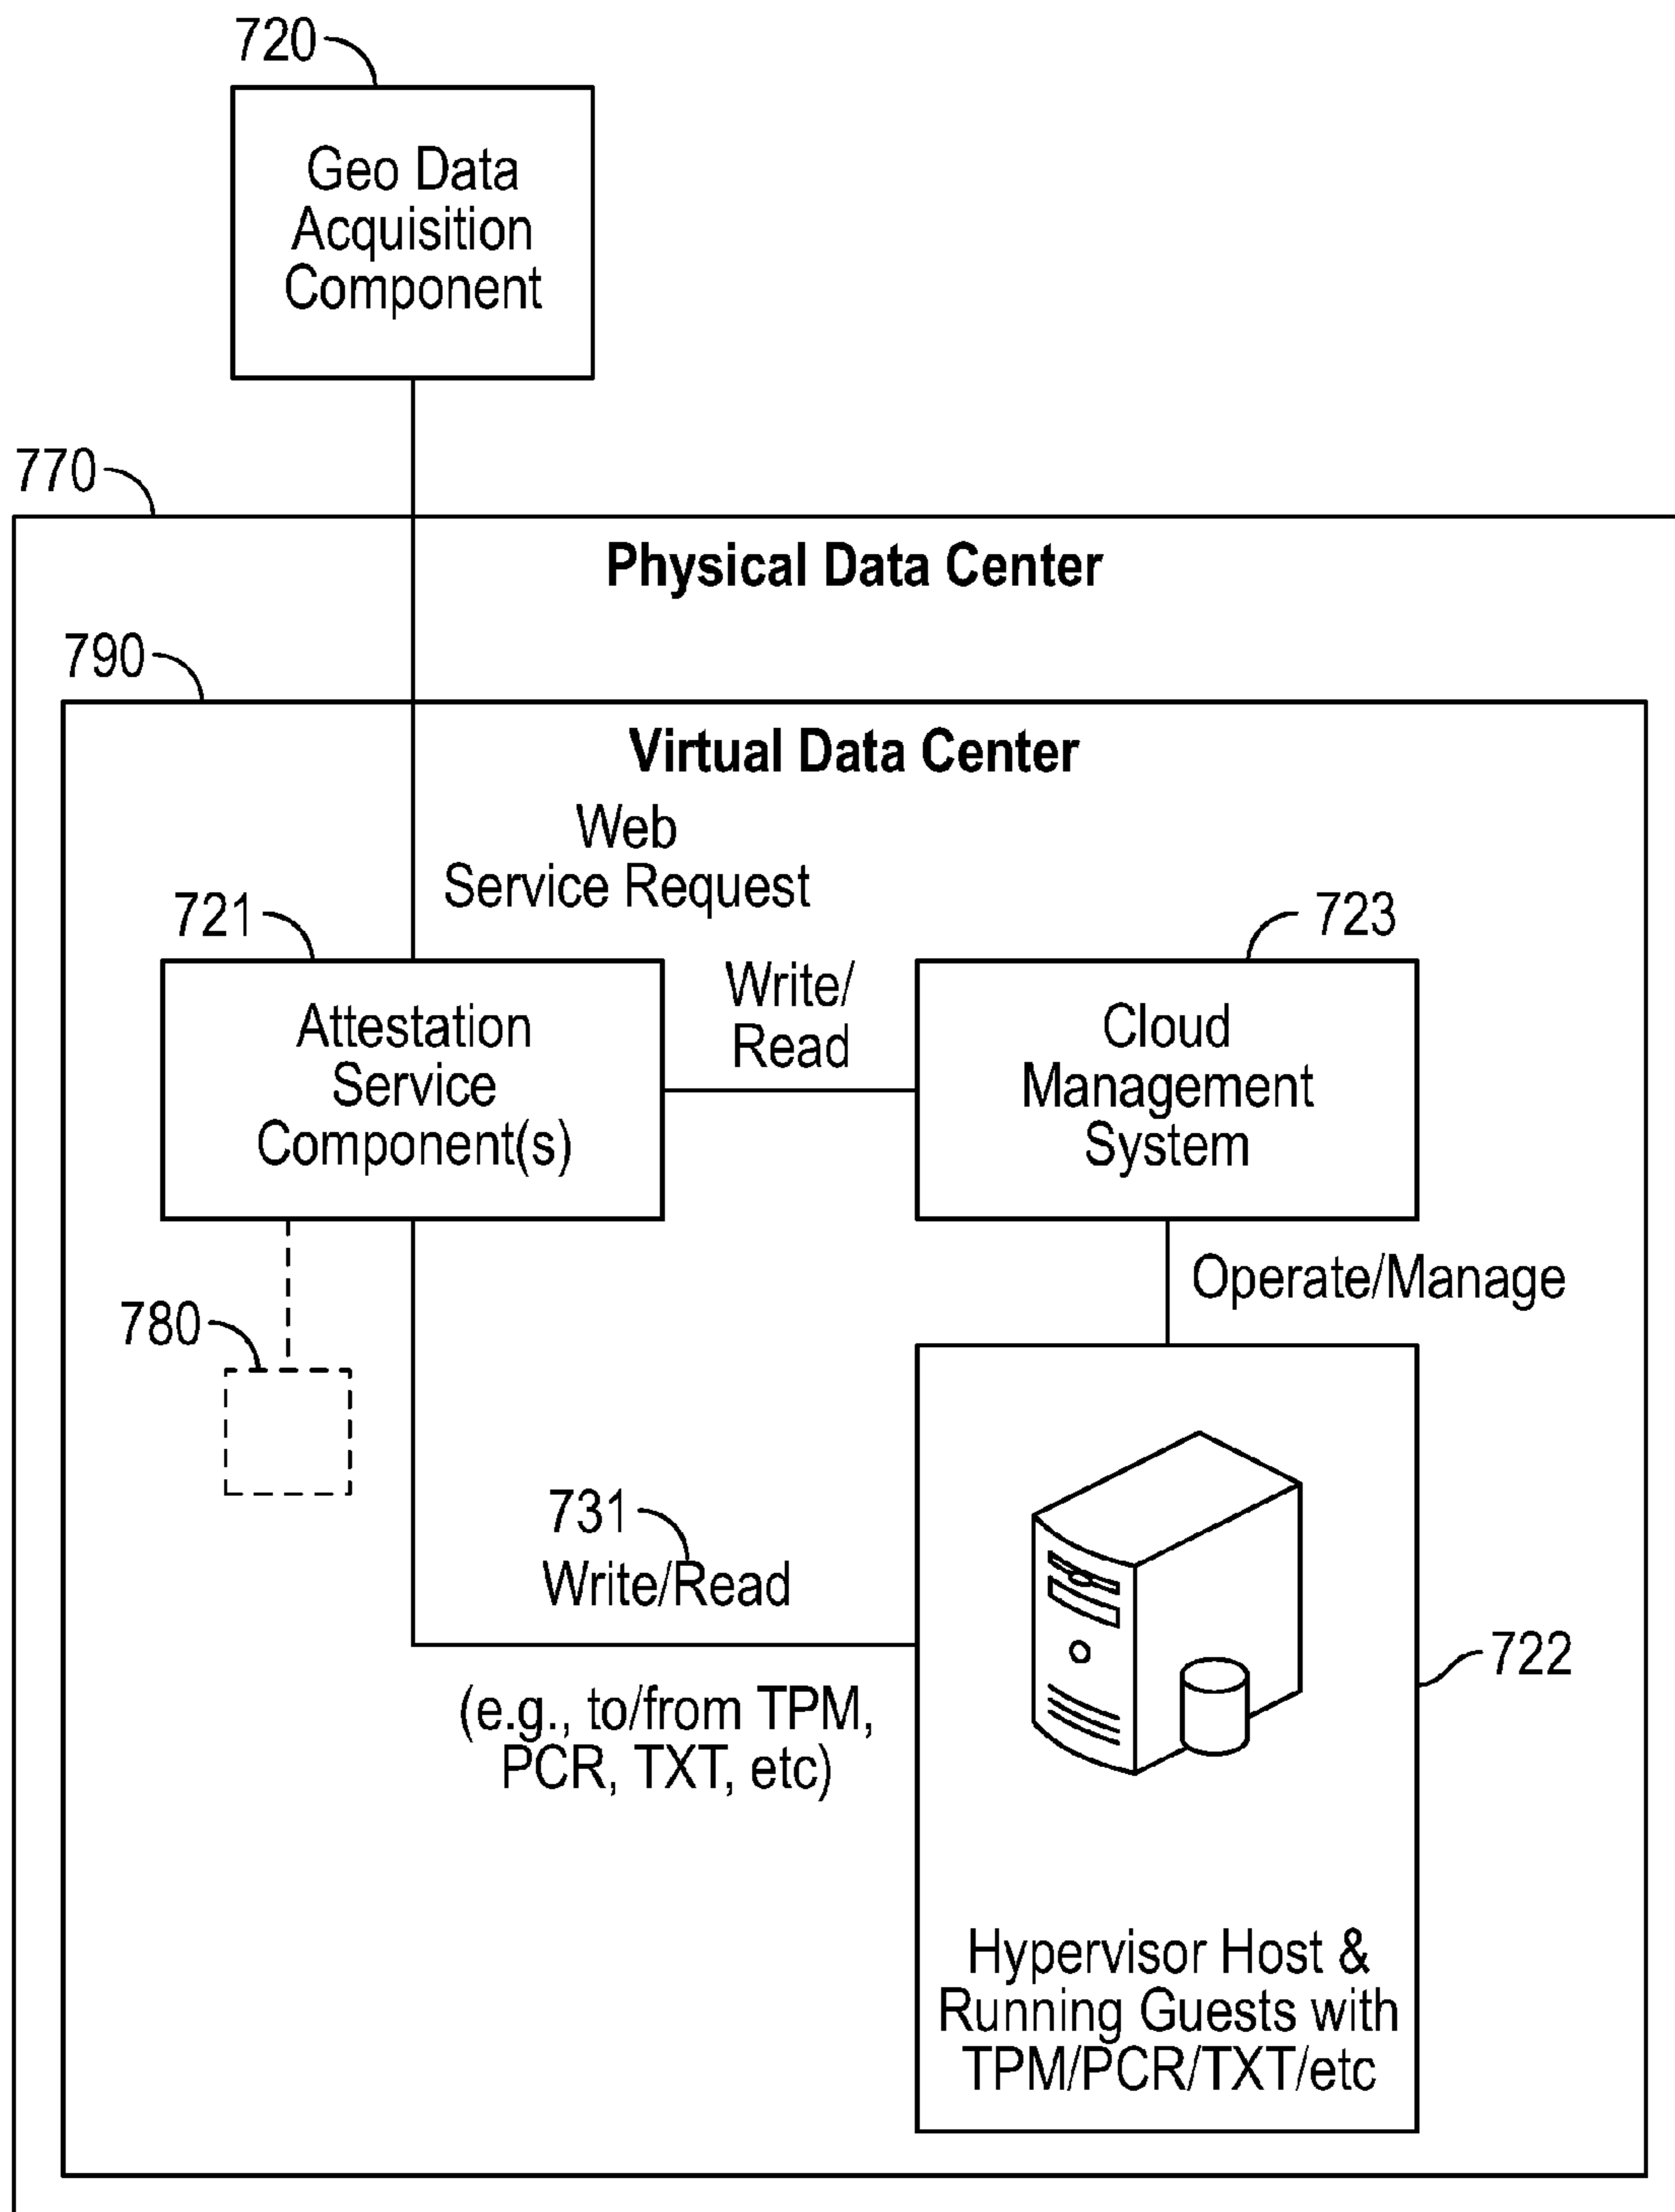 720
Geo Data
Acquisition
Component
770
Physical Data Center
790
Virtual Data Center
Web
Service Request
721
723
Attestation
Service
Component(s)
Write/
Read
Cloud
Management
System
Operate/Manage
780
731
Write/Read
(e.g., to/from TPM,
PCR, TXT, etc)
722
Hypervisor Host &
Running Guests with
TPM/PCR/TXT/etc